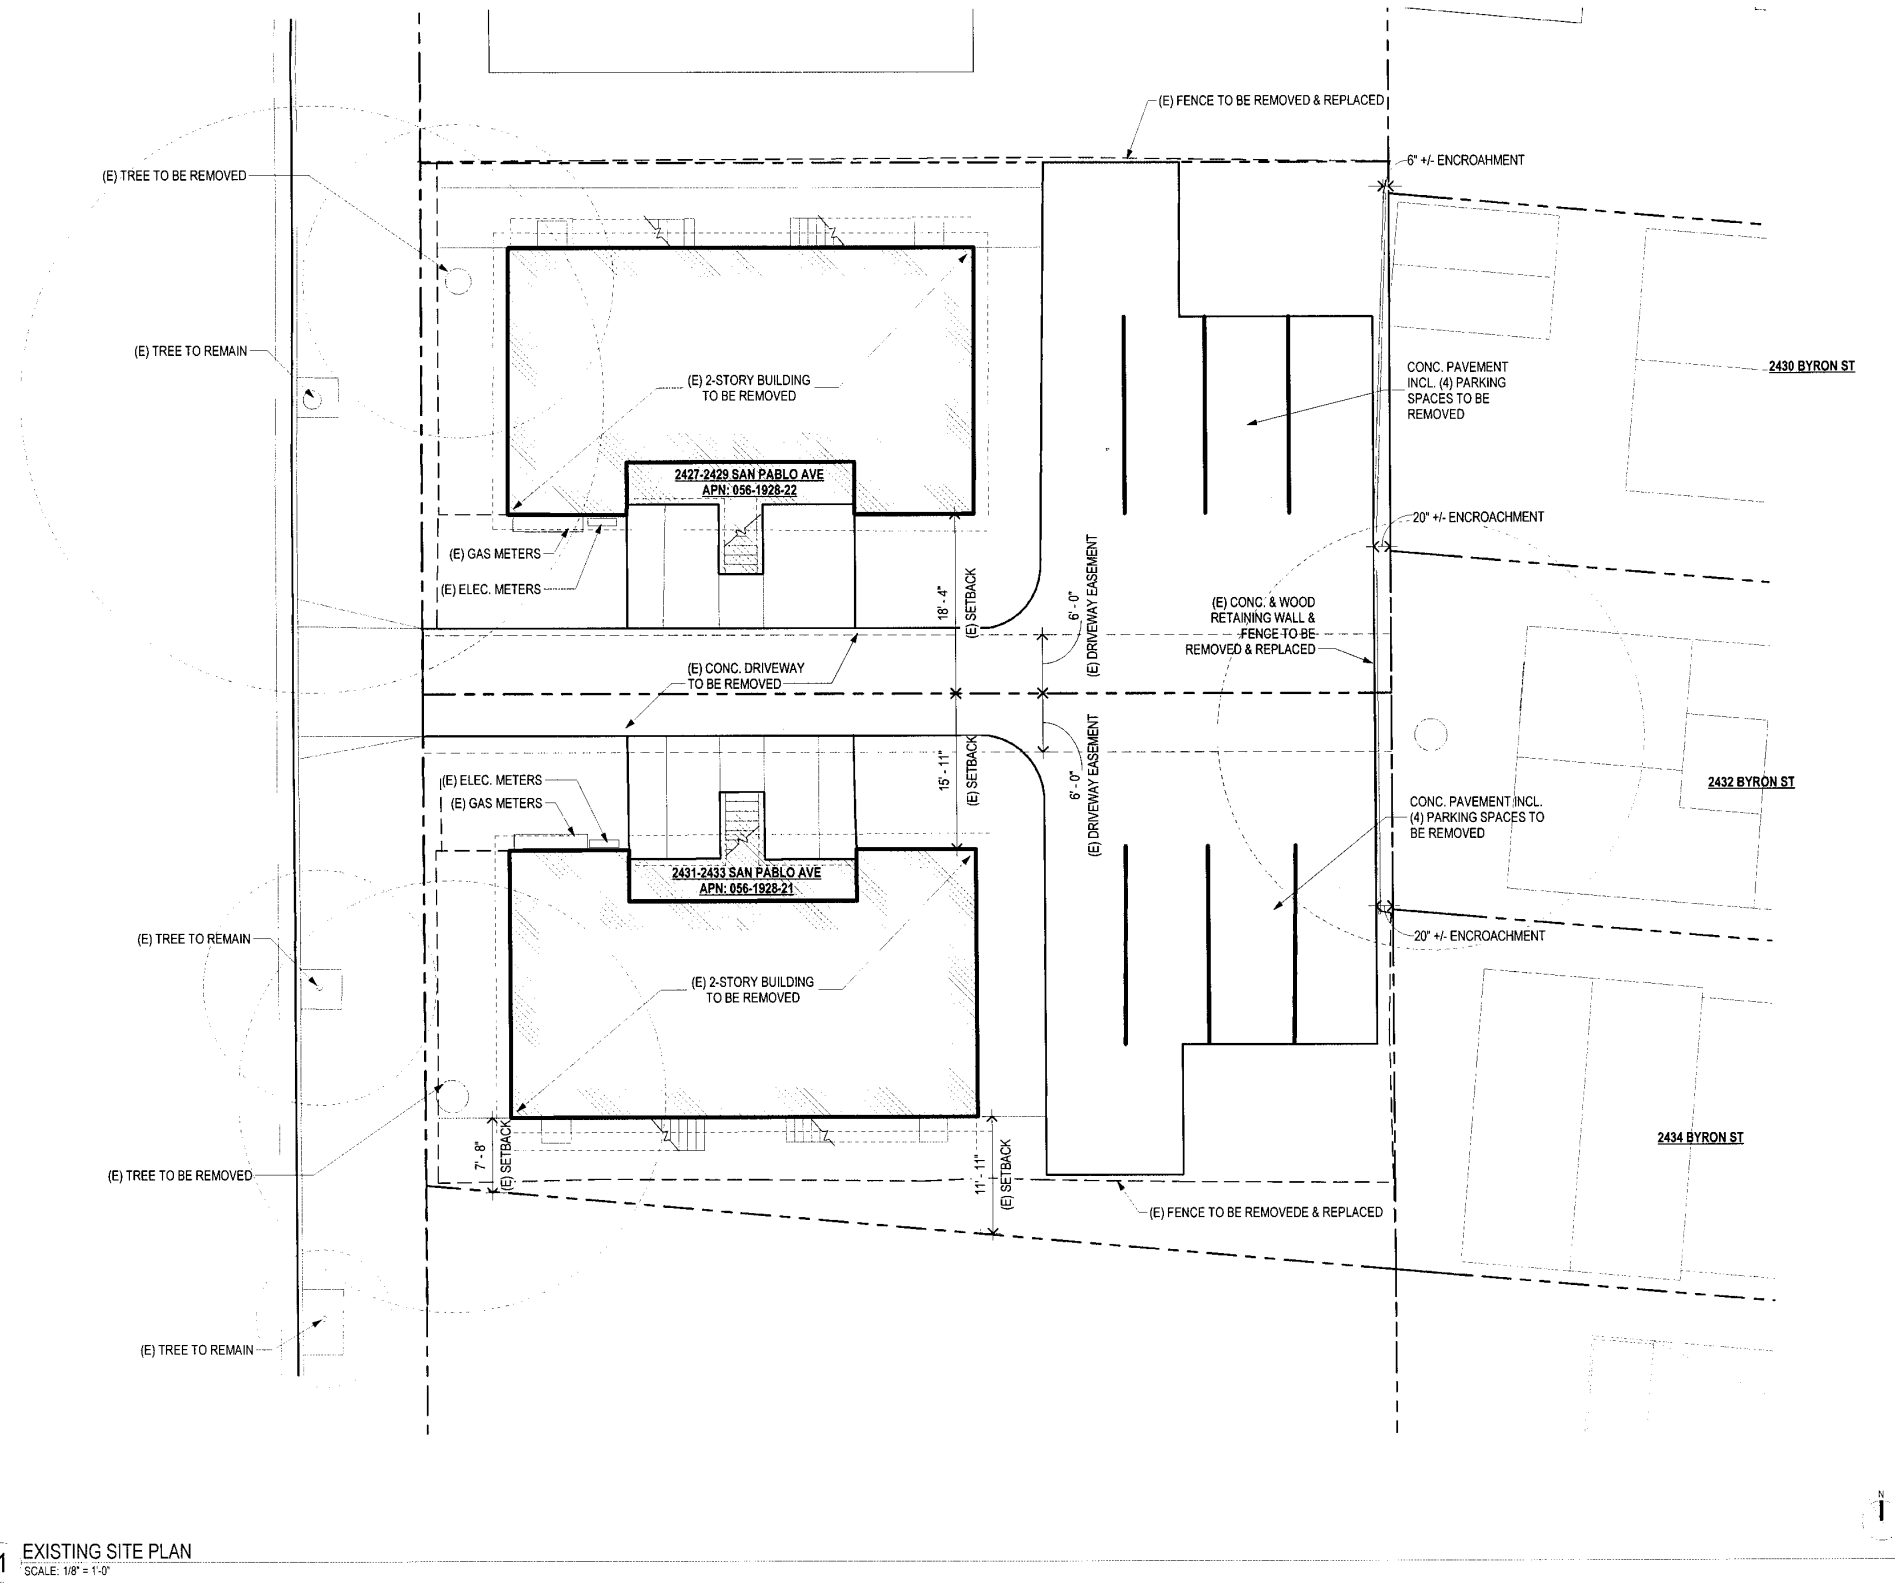 (E) FENCE TO BE REMOVED & REPLACED
6" +/- ENCROAHMENT
(E) TREE TO BE REMOVED
(E) TREE TO REMAIN
(E) 2-STORY BUILDING
TO BE REMOVED
CONC. PAVEMENT
INCL. (4) PARKING
SPACES TO BE
REMOVED
2430 BYRON ST
2427-2429 SAN PABLO AVE
APN: 056-1928-22
20" +/- ENCROACHMENT
(E) GAS METERS
(E) ELEC. METERS
18' - 4"
(E) SETBACK
6' - 0"
(E) DRIVEWAY EASEMENT
(E) CONC. & WOOD
RETAINING WALL &
FENCE TO BE
REMOVED & REPLACED
(E) CONC. DRIVEWAY
TO BE REMOVED
15' - 11"
(E) SETBACK
6' - 0"
(E) DRIVEWAY EASEMENT
(E) ELEC. METERS
(E) GAS METERS
2432 BYRON ST
CONC. PAVEMENT INCL.
(4) PARKING SPACES TO
BE REMOVED
2431-2433 SAN PABLO AVE
APN: 056-1928-21
(E) TREE TO REMAIN
20" +/- ENCROACHMENT
(E) 2-STORY BUILDING
TO BE REMOVED
2434 BYRON ST
7' - 8"
(E) SETBACK
11' - 11"
(E) SETBACK
(E) TREE TO BE REMOVED
(E) FENCE TO BE REMOVEDE & REPLACED
(E) TREE TO REMAIN
N
1
EXISTING SITE PLAN
SCALE: 1/8" = 1'-0"